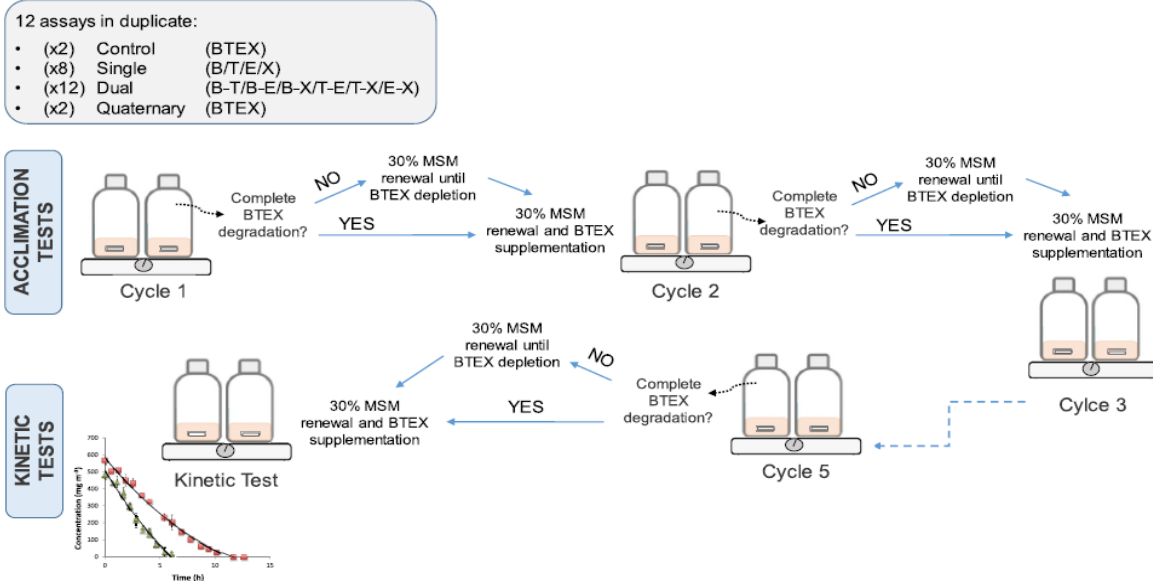 12 assays in duplicate:
• (x2) Control (BTEX)
• (x8) Single (B/T/E/X)
• (x12) Dual (B-T/B-E/B-X/T-E/T-X/E-X)
• (x2) Quaternary (BTEX)
ACCLIMATION
TESTS
Cycle 1
Complete
BTEX
degradation?
NO
YES
30% MSM
renewal until
BTEX depletion
30% MSM
renewal and BTEX
supplementation
Cycle 2
Complete
BTEX
degradation?
NO
YES
30% MSM
renewal until
BTEX depletion
30% MSM
renewal and BTEX
supplementation
Cylce 3
Cycle 5
Complete
BTEX
degradation?
NO
YES
30% MSM
renewal until
BTEX depletion
30% MSM
renewal and BTEX
supplementation
Kinetic Test
KINETIC
TESTS
Concentration (mg m⁻³)
700
600
500
400
300
200
100
0
0 5 10 15
Time (h)